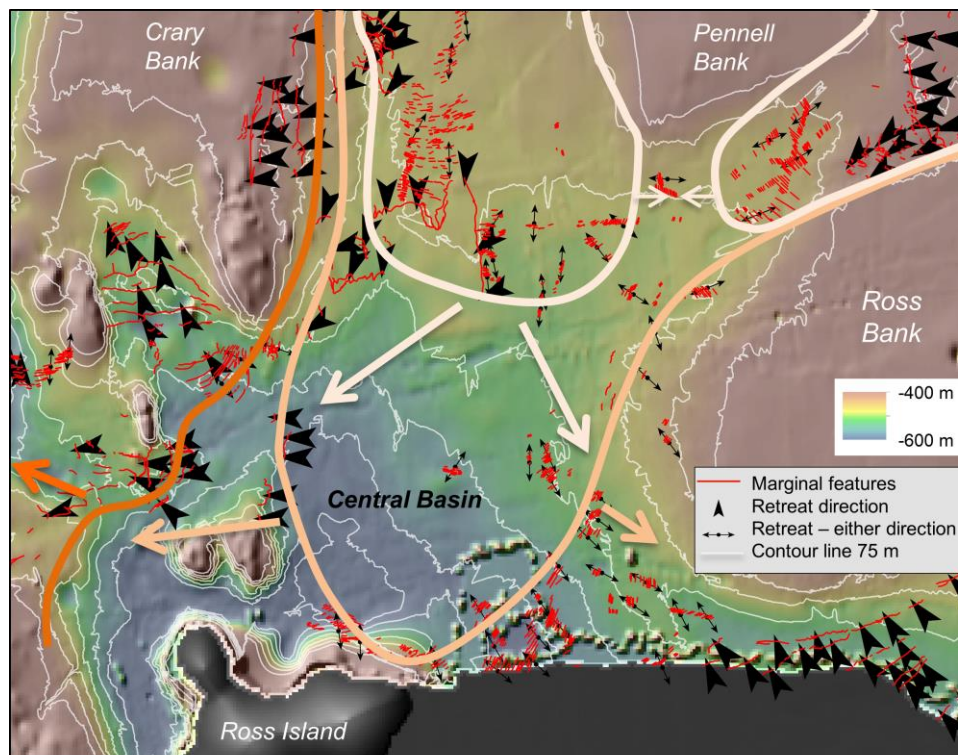 Crary
Bank
Pennell
Bank
Ross
Bank
-400 m
-600 m
Central Basin
Marginal features
Retreat direction
Retreat – either direction
Contour line 75 m
Ross Island